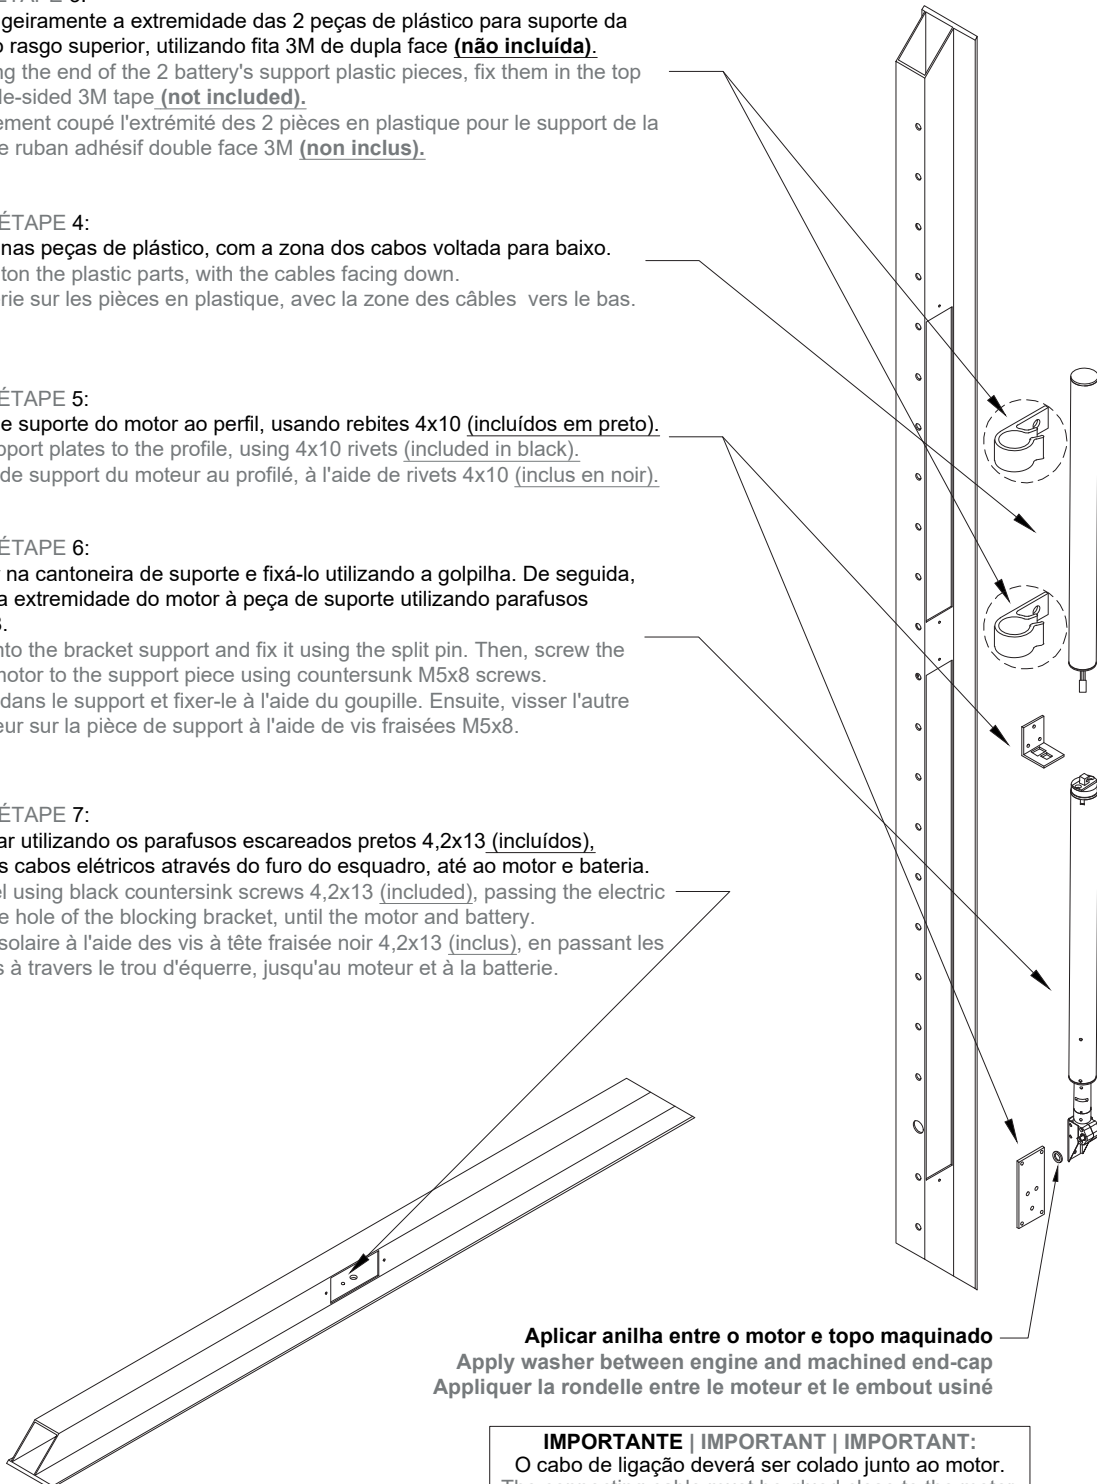 geiramente a extremidade das 2 peças de plástico para suporte da
o rasgo superior, utilizando fita 3M de dupla face (não incluída).
ng the end of the 2 battery's support plastic pieces, fix them in the top
le-sided 3M tape (not included).
ement coupé l'extrémité des 2 pièces en plastique pour le support de la
e ruban adhésif double face 3M (non inclus).
ÉTAPE 4:
nas peças de plástico, com a zona dos cabos voltada para baixo.
ton the plastic parts, with the cables facing down.
rie sur les pièces en plastique, avec la zone des câbles vers le bas.
ÉTAPE 5:
e suporte do motor ao perfil, usando rebites 4x10 (incluídos em preto).
pport plates to the profile, using 4x10 rivets (included in black).
de support du moteur au profilé, à l'aide de rivets 4x10 (inclus en noir).
ÉTAPE 6:
na cantoneira de suporte e fixá-lo utilizando a golpilha. De seguida,
a extremidade do motor à peça de suporte utilizando parafusos
nto the bracket support and fix it using the split pin. Then, screw the
notor to the support piece using countersunk M5x8 screws.
dans le support et fixer-le à l'aide du goupille. Ensuite, visser l'autre
eur sur la pièce de support à l'aide de vis fraisées M5x8.
ÉTAPE 7:
ar utilizando os parafusos escareados pretos 4,2x13 (incluídos),
s cabos elétricos através do furo do esquadro, até ao motor e bateria.
el using black countersink screws 4,2x13 (included), passing the electric
e hole of the blocking bracket, until the motor and battery.
solaire à l'aide des vis à tête fraisée noir 4,2x13 (inclus), en passant les
s à travers le trou d'équerre, jusqu'au moteur et à la batterie.
Aplicar anilha entre o motor e topo maquinado
Apply washer between engine and machined end-cap
Appliquer la rondelle entre le moteur et le embout usiné
IMPORTANTE | IMPORTANT | IMPORTANT:
O cabo de ligação deverá ser colado junto ao motor.